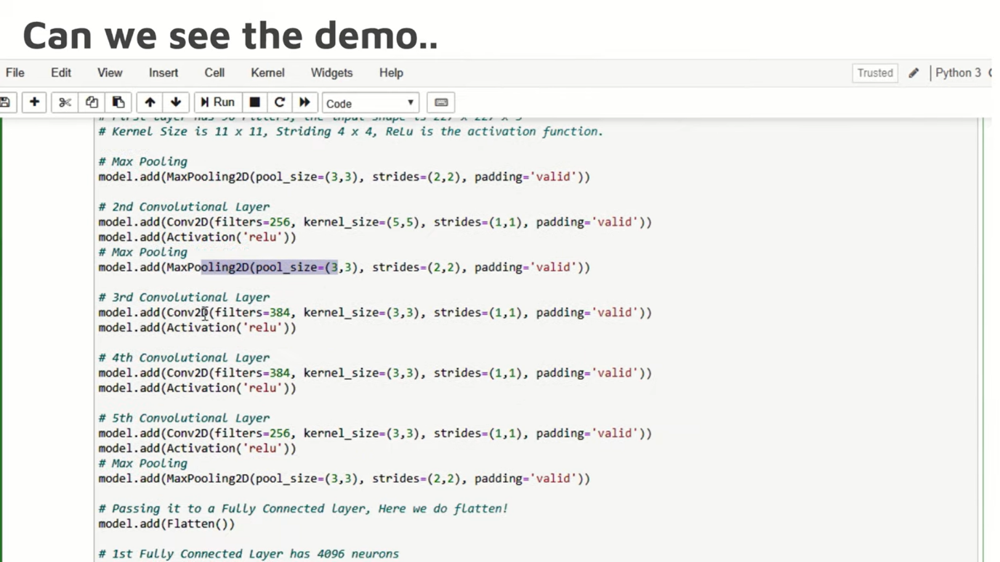 Can we see the demo..
File Edit View Insert Cell Kernel Widgets Help Trusted Python 3
Run Code
# Kernel Size is 11 x 11, Striding 4 x 4, ReLu is the activation function.
# Max Pooling
model.add(MaxPooling2D(pool_size=(3,3), strides=(2,2), padding='valid'))
# 2nd Convolutional Layer
model.add(Conv2D(filters=256, kernel_size=(5,5), strides=(1,1), padding='valid'))
model.add(Activation('relu'))
# Max Pooling
model.add(MaxPooling2D(pool_size=(3,3), strides=(2,2), padding='valid'))
# 3rd Convolutional Layer
model.add(Conv2D(filters=384, kernel_size=(3,3), strides=(1,1), padding='valid'))
model.add(Activation('relu'))
# 4th Convolutional Layer
model.add(Conv2D(filters=384, kernel_size=(3,3), strides=(1,1), padding='valid'))
model.add(Activation('relu'))
# 5th Convolutional Layer
model.add(Conv2D(filters=256, kernel_size=(3,3), strides=(1,1), padding='valid'))
model.add(Activation('relu'))
# Max Pooling
model.add(MaxPooling2D(pool_size=(3,3), strides=(2,2), padding='valid'))
# Passing it to a Fully Connected layer, Here we do flatten!
model.add(Flatten())
# 1st Fully Connected Layer has 4096 neurons